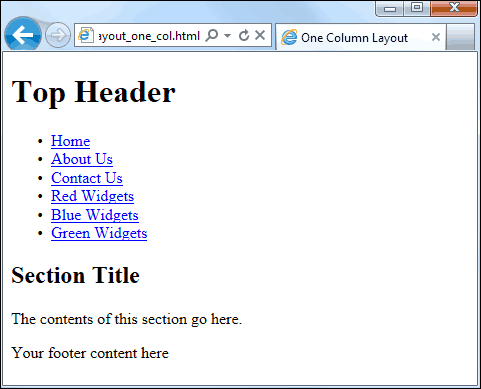 ayout_one_col.html
One Column Layout
Top Header
Home
About Us
Contact Us
Red Widgets
Blue Widgets
Green Widgets
Section Title
The contents of this section go here.
Your footer content here